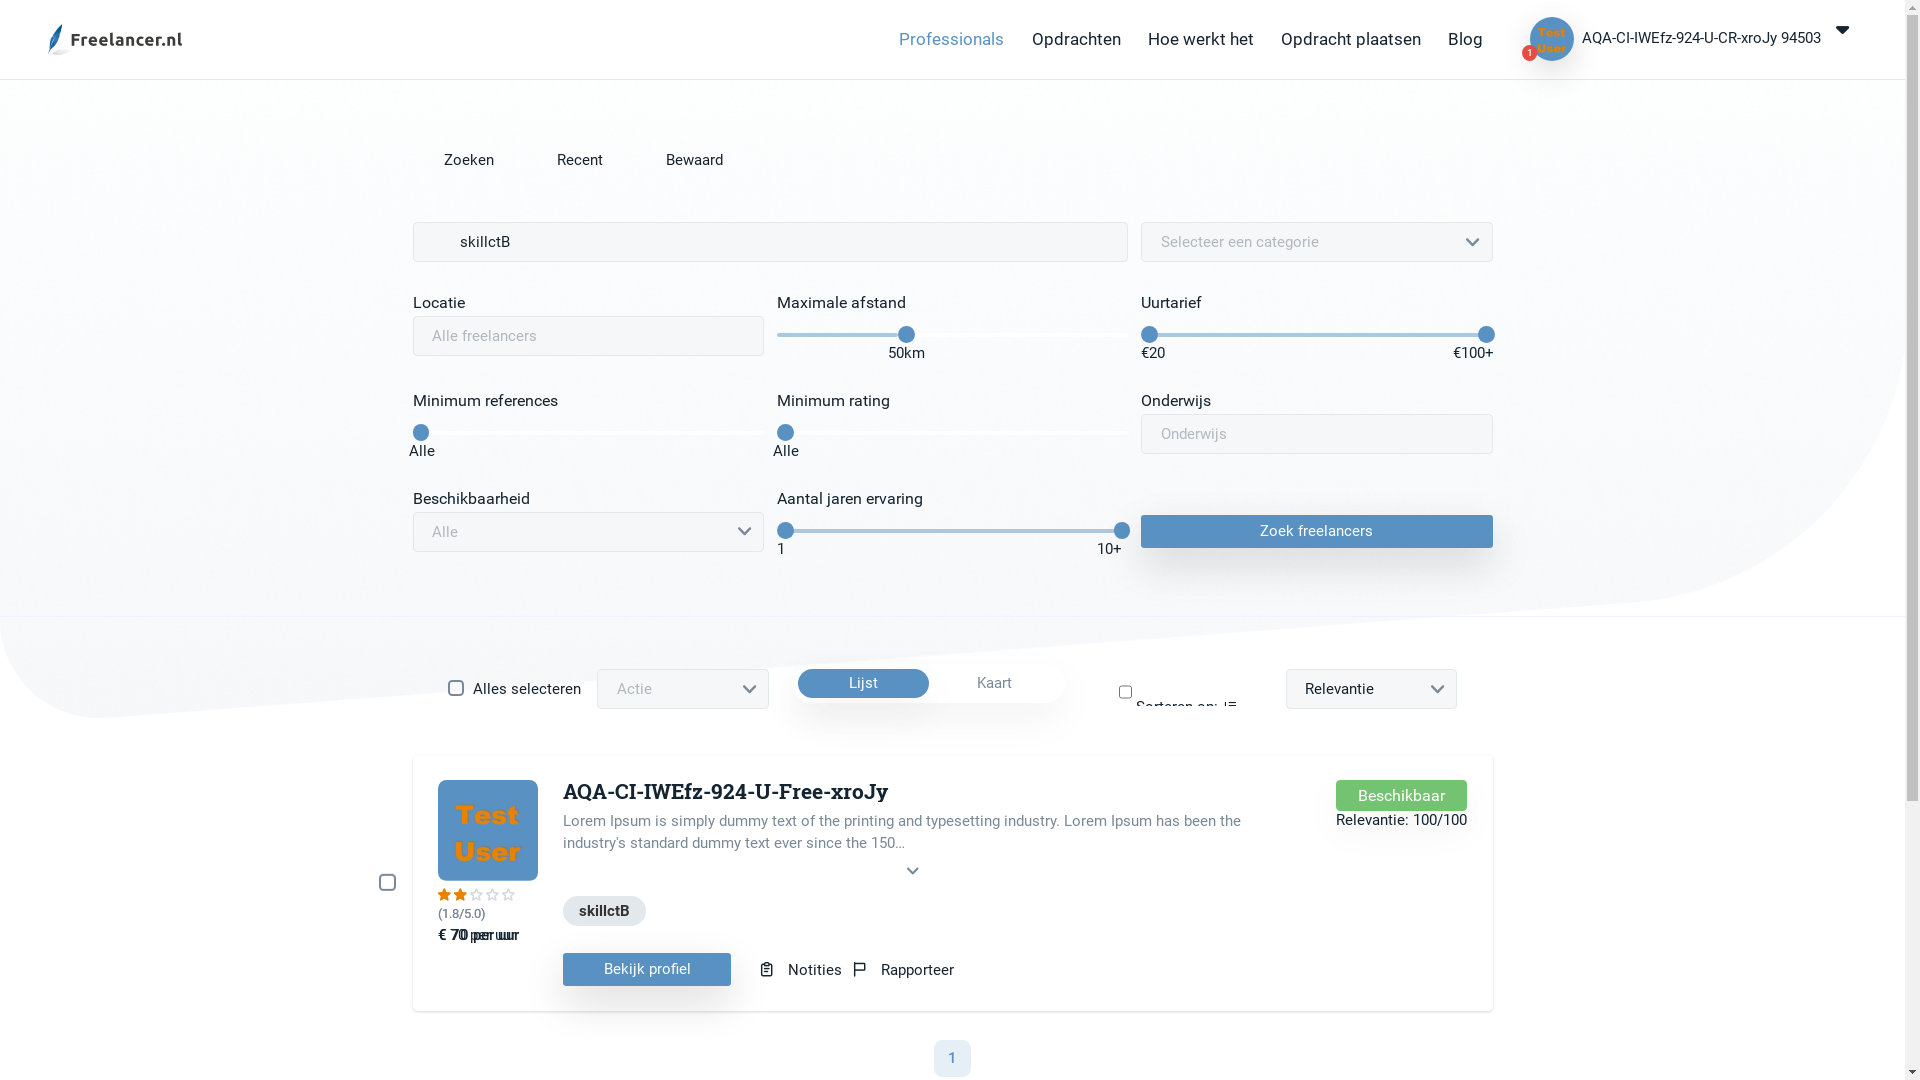 Freelancer.nl
Professionals
Opdrachten
Hoe werkt het
Opdracht plaatsen
Blog
Test User
1
AQA-CI-IWEfz-924-U-CR-xroJy 94503
Zoeken
Recent
Bewaard
skillctB
Selecteer een categorie
Locatie
Maximale afstand
Uurtarief
Alle freelancers
50km
€20
€100+
Minimum references
Minimum rating
Onderwijs
Onderwijs
Alle
Alle
Beschikbaarheid
Aantal jaren ervaring
Alle
Zoek freelancers
1
10+
Alles selecteren
Actie
Lijst
Kaart
Sorteren op:
Relevantie
AQA-CI-IWEfz-924-U-Free-xroJy
Beschikbaar
Test
User
Lorem Ipsum is simply dummy text of the printing and typesetting industry. Lorem Ipsum has been the
industry's standard dummy text ever since the 150...
Relevantie: 100/100
(1.8/5.0)
skillctB
€ 70 per uur
Bekijk profiel
Notities
Rapporteer
1